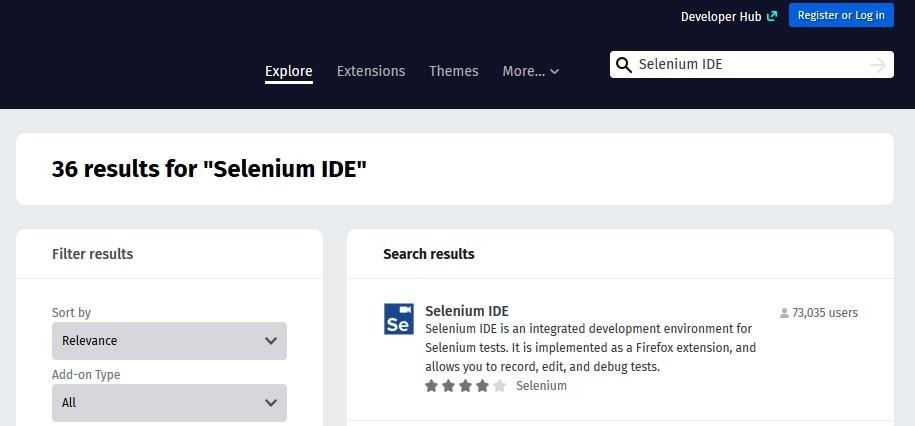 Developer Hub
Register or Log in
Explore
Extensions
Themes
More...
Selenium IDE
36 results for "Selenium IDE"
Filter results
Sort by
Relevance
Add-on Type
All
Search results
Se
Selenium IDE
73,035 users
Selenium IDE is an integrated development environment for
Selenium tests. It is implemented as a Firefox extension, and
allows you to record, edit, and debug tests.
Selenium